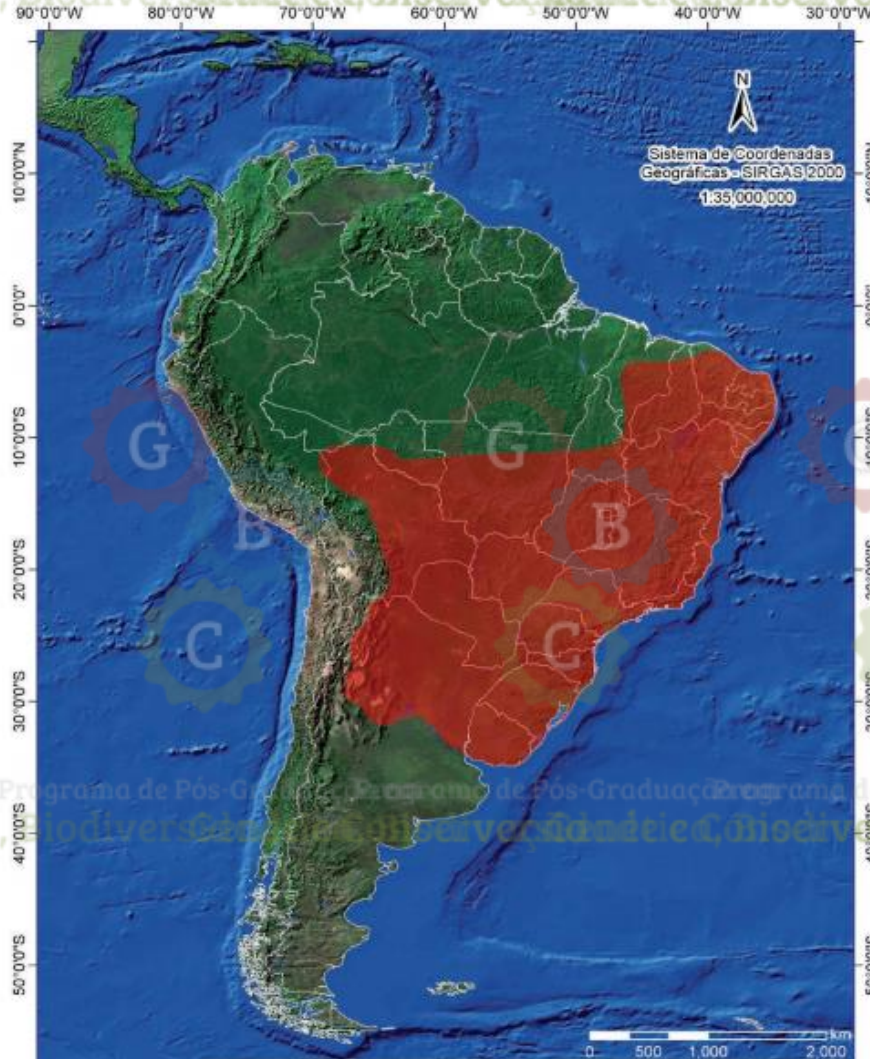 90°0'0"W 80°0'0"W 70°0'0"W 60°0'0"W 50°0'0"W 40°0'0"W 30°0'0"W
N
Sistema de Coordenadas
Geográficas - SIRGAS 2000
1:35,000,000
10°0'0"N
0°0'0"
10°0'0"S
20°0'0"S
30°0'0"S
40°0'0"S
50°0'0"S
G G
B B
C C
Programa de Pós-Graduação
Biodiversidade
Conservação
km
0 500 1.000 2.000